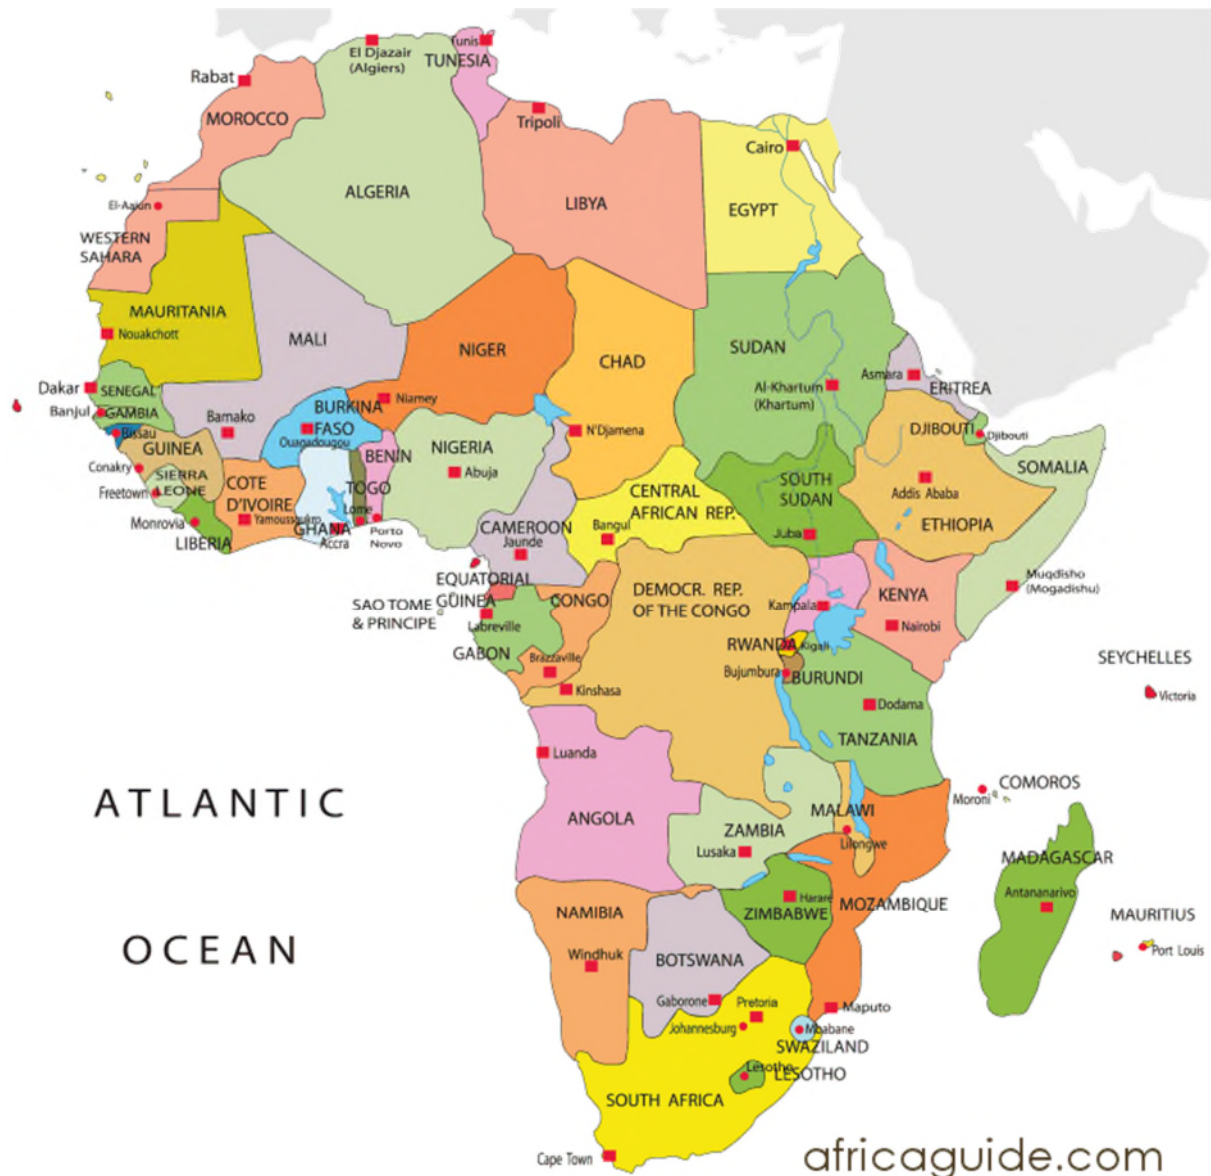 Tunis
El Djazair
(Algiers)
TUNESIA
Rabat
MOROCCO
Tripoli
Cairo
ALGERIA
LIBYA
EGYPT
El-Aajun
WESTERN
SAHARA
MAURITANIA
Nouakchott
MALI
NIGER
CHAD
SUDAN
Al-Khartum
(Khartum)
Asmara
ERITREA
Dakar
SENEGAL
Banjul
GAMBIA
Bissau
Bamako
BURKINA
FASO
Ouagadougou
Niamey
N'Djamena
DJIBOUTI
Djibouti
GUINEA
Conakry
SIERRA
LEONE
Freetown
COTE
D'IVOIRE
Yamoussoukro
BENIN
TOGO
Lome
NIGERIA
Abuja
SOMALIA
SOUTH
SUDAN
Addis Ababa
ETHIOPIA
CENTRAL
AFRICAN REP.
Bangul
Monrovia
LIBERIA
GHANA
Accra
Porto
Novo
CAMEROON
Jaunde
Juba
EQUATORIAL
GUINEA
SAO TOME
& PRINCIPE
Labreville
CONGO
DEMOCR. REP.
OF THE CONGO
Kampala
KENYA
Nairobi
Muqdisho
(Mogadishu)
GABON
Brazzaville
Kinshasa
RWANDA
Kigali
Bujumbura
BURUNDI
SEYCHELLES
Victoria
Dodama
TANZANIA
Luanda
ATLANTIC
ANGOLA
ZAMBIA
Lusaka
MALAWI
Lilongwe
Moroni
COMOROS
MADAGASCAR
Antananarivo
NAMIBIA
Windhuk
Harare
ZIMBABWE
MOZAMBIQUE
MAURITIUS
Port Louis
OCEAN
BOTSWANA
Gaborone
Pretoria
Johannesburg
Maputo
Mbabane
SWAZILAND
Lesotho
LESOTHO
SOUTH AFRICA
Cape Town
africaguide.com